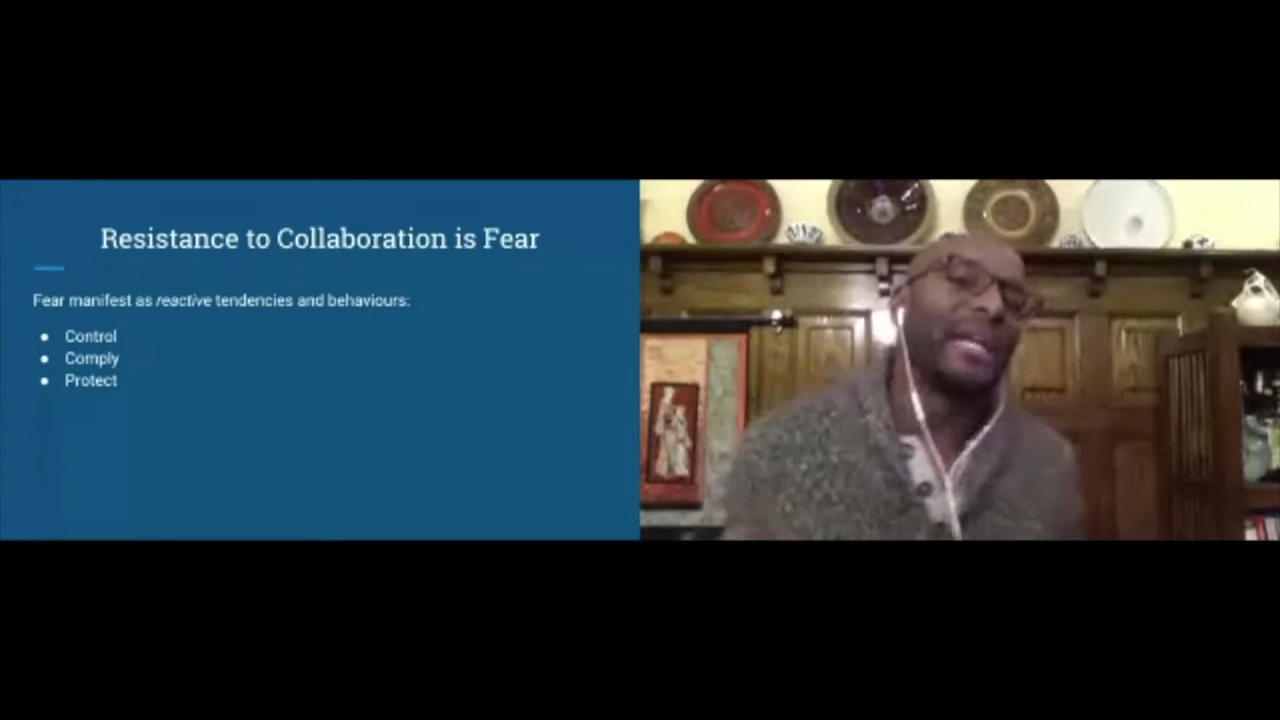 Resistance to Collaboration is Fear
Fear manifest as reactive tendencies and behaviours:
● Control
● Comply
● Protect